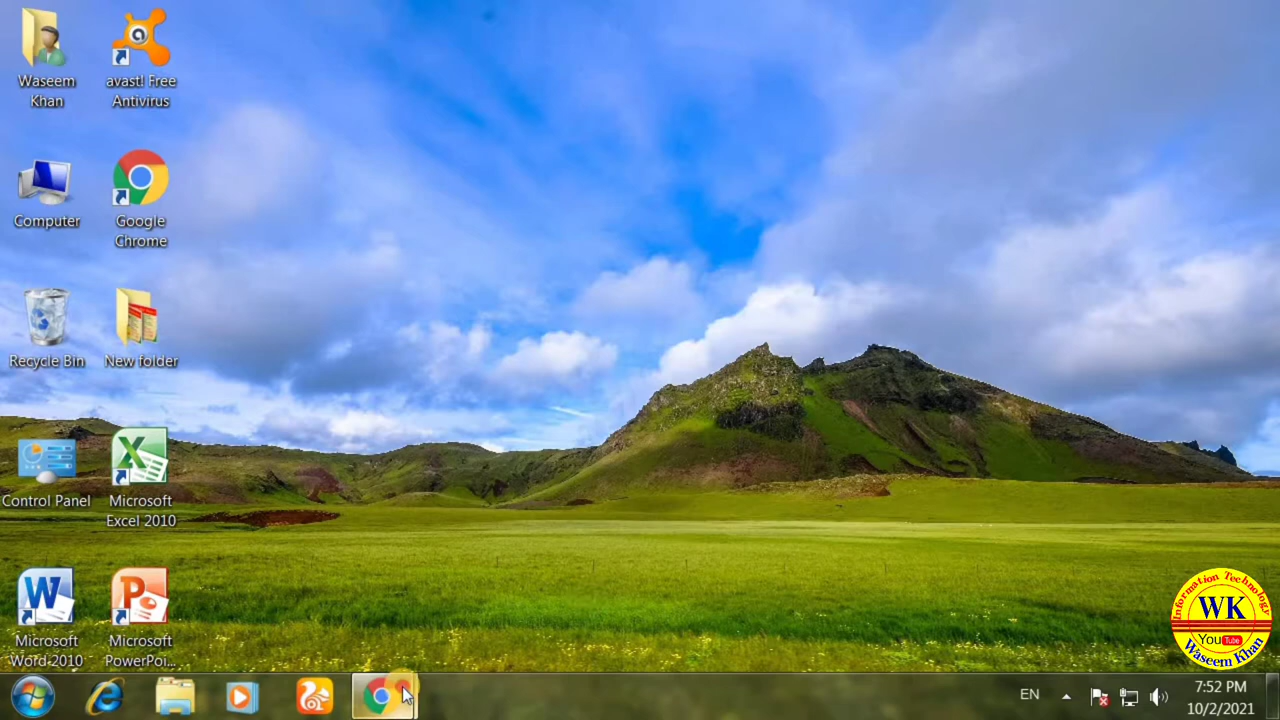 Waseem
Khan
avast! Free
Antivirus
Computer
Google
Chrome
Recycle Bin
New folder
Control Panel
Microsoft
Excel 2010
Microsoft
Word-2010
Microsoft
PowerPoi...
Information Technology
WK
You Tube
Waseem Khan
EN
7:52 PM
10/2/2021